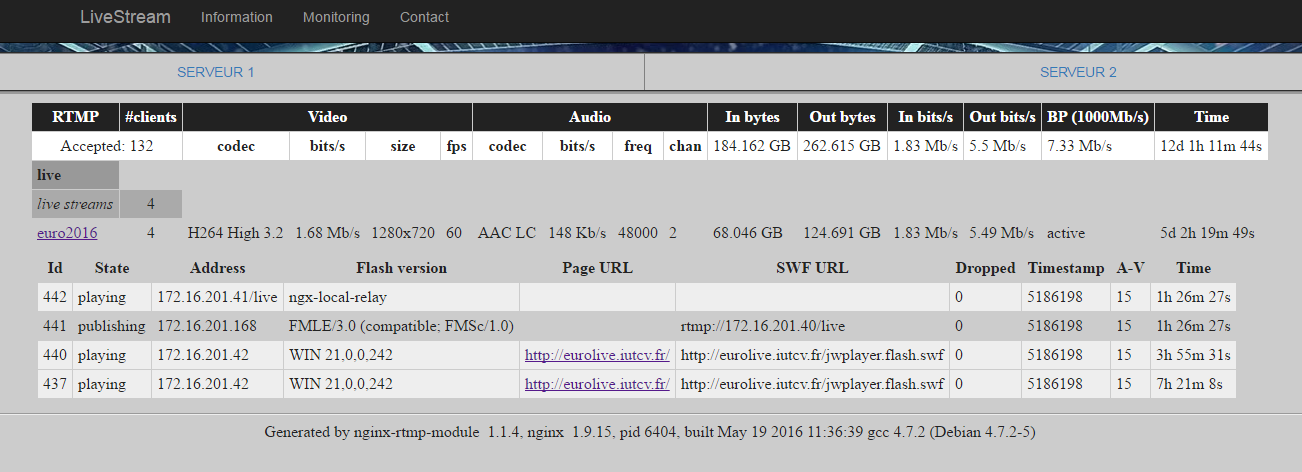 LiveStream Information Monitoring Contact
SERVEUR 1 SERVEUR 2
RTMP #clients Video Audio In bytes Out bytes In bits/s Out bits/s BP (1000Mb/s) Time
Accepted: 132 codec bits/s size fps codec bits/s freq chan 184.162 GB 262.615 GB 1.83 Mb/s 5.5 Mb/s 7.33 Mb/s 12d 1h 11m 44s
live
live streams 4
euro2016 4 H264 High 3.2 1.68 Mb/s 1280x720 60 AAC LC 148 Kb/s 48000 2 68.046 GB 124.691 GB 1.83 Mb/s 5.49 Mb/s active 5d 2h 19m 49s
Id State Address Flash version Page URL SWF URL Dropped Timestamp A-V Time
442 playing 172.16.201.41/live ngx-local-relay 0 5186198 15 1h 26m 27s
441 publishing 172.16.201.168 FMLE/3.0 (compatible; FMSc/1.0) rtmp://172.16.201.40/live 0 5186198 15 1h 26m 27s
440 playing 172.16.201.42 WIN 21,0,0,242 http://eurolive.iutcv.fr/ http://eurolive.iutcv.fr/jwplayer.flash.swf 0 5186198 15 3h 55m 31s
437 playing 172.16.201.42 WIN 21,0,0,242 http://eurolive.iutcv.fr/ http://eurolive.iutcv.fr/jwplayer.flash.swf 0 5186198 15 7h 21m 8s
Generated by nginx-rtmp-module 1.1.4, nginx 1.9.15, pid 6404, built May 19 2016 11:36:39 gcc 4.7.2 (Debian 4.7.2-5)